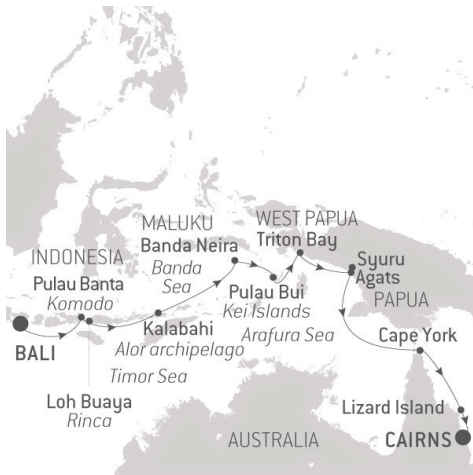 WEST PAPUA
MALUKU
Triton Bay
Banda Neira
INDONESIA
Banda
Sea
Syuru
Agats
Pulau Banta
Komodo
Pulau Bui
Kei Islands
PAPUA
Kalabahi
Arafura Sea
Cape York
BALI
Alor archipelago
Timor Sea
Loh Buaya
Rinca
Lizard Island
AUSTRALIA
CAIRNS